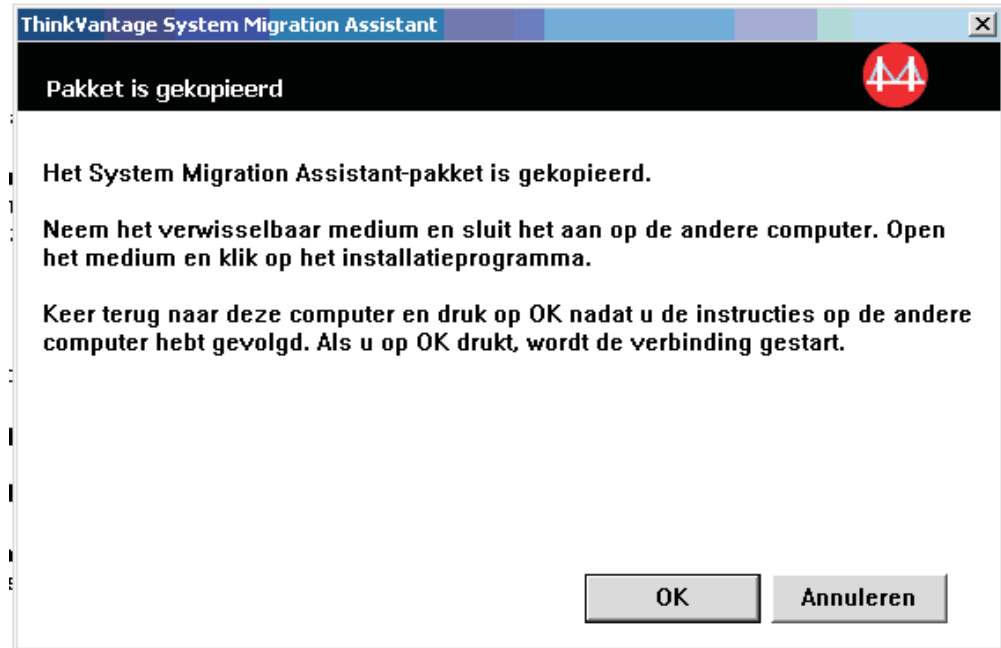 ThinkVantage System Migration Assistant
Pakket is gekopieerd
Het System Migration Assistant-pakket is gekopieerd.
Neem het verwisselbaar medium en sluit het aan op de andere computer. Open
het medium en klik op het installatieprogramma.
Keer terug naar deze computer en druk op OK nadat u de instructies op de andere
computer hebt gevolgd. Als u op OK drukt, wordt de verbinding gestart.
OK
Annuleren